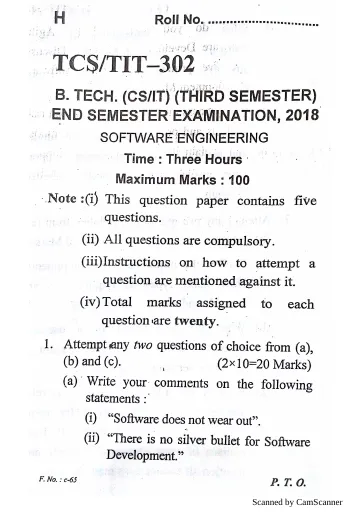 H
Roll No. ..............................
TCS/TIT–302
B. TECH. (CS/IT) (THIRD SEMESTER)
END SEMESTER EXAMINATION, 2018
SOFTWARE ENGINEERING
Time : Three Hours
Maximum Marks : 100
Note :(i) This question paper contains five
questions.
(ii) All questions are compulsory.
(iii)Instructions on how to attempt a
question are mentioned against it.
(iv)Total marks assigned to each
question are twenty.
1. Attempt any two questions of choice from (a),
(b) and (c). (2×10=20 Marks)
(a) Write your comments on the following
statements :
(i) “Software does not wear out”.
(ii) “There is no silver bullet for Software
Development.”
F. No. : c-63
P. T. O.
Scanned by CamScanner